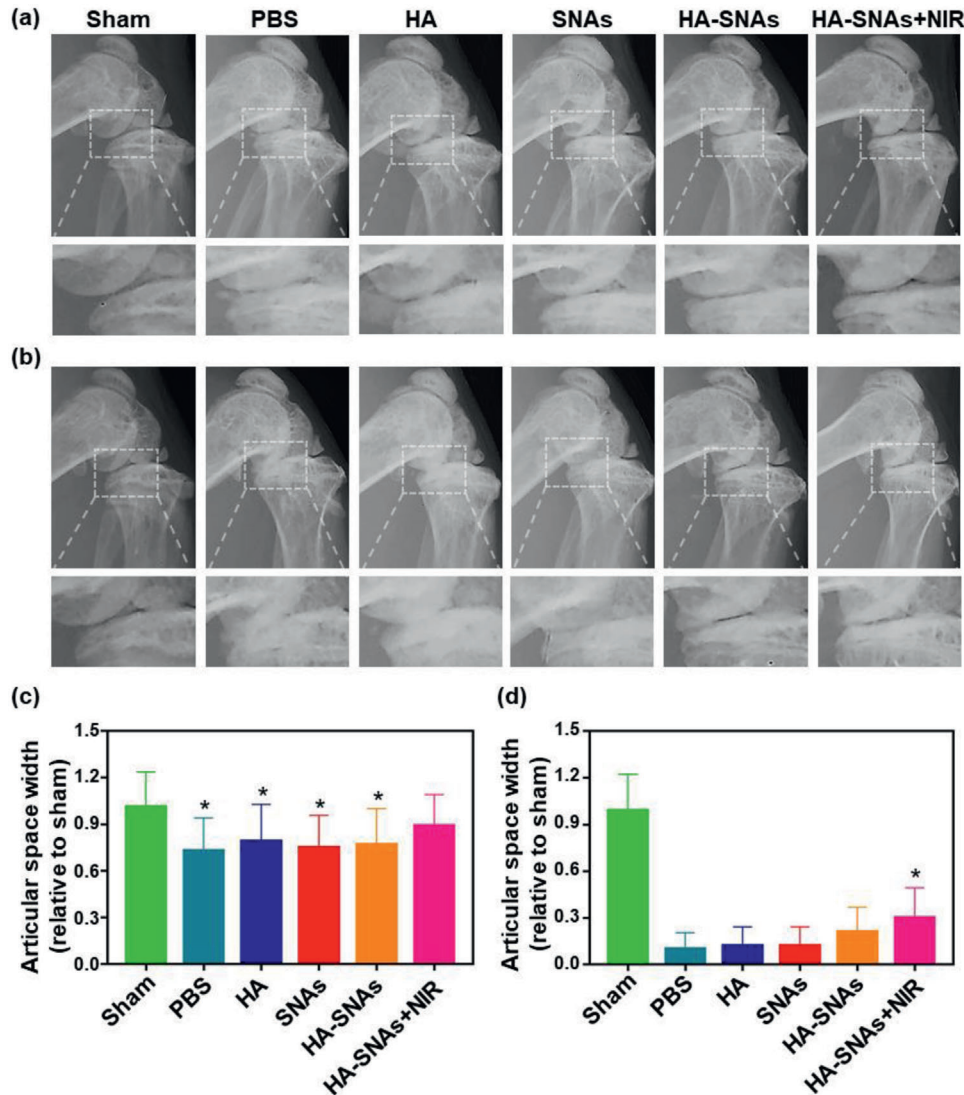 (a)
Sham PBS HA SNAs HA-SNAs HA-SNAs+NIR
(b)
(c)
Articular space width
(relative to sham)
1.5
1.2
0.9
0.6
0.3
0.0
* * * *
Sham PBS HA SNAs HA-SNAs HA-SNAs+NIR
(d)
Articular space width
(relative to sham)
1.5
1.2
0.9
0.6
0.3
0.0
*
Sham PBS HA SNAs HA-SNAs HA-SNAs+NIR